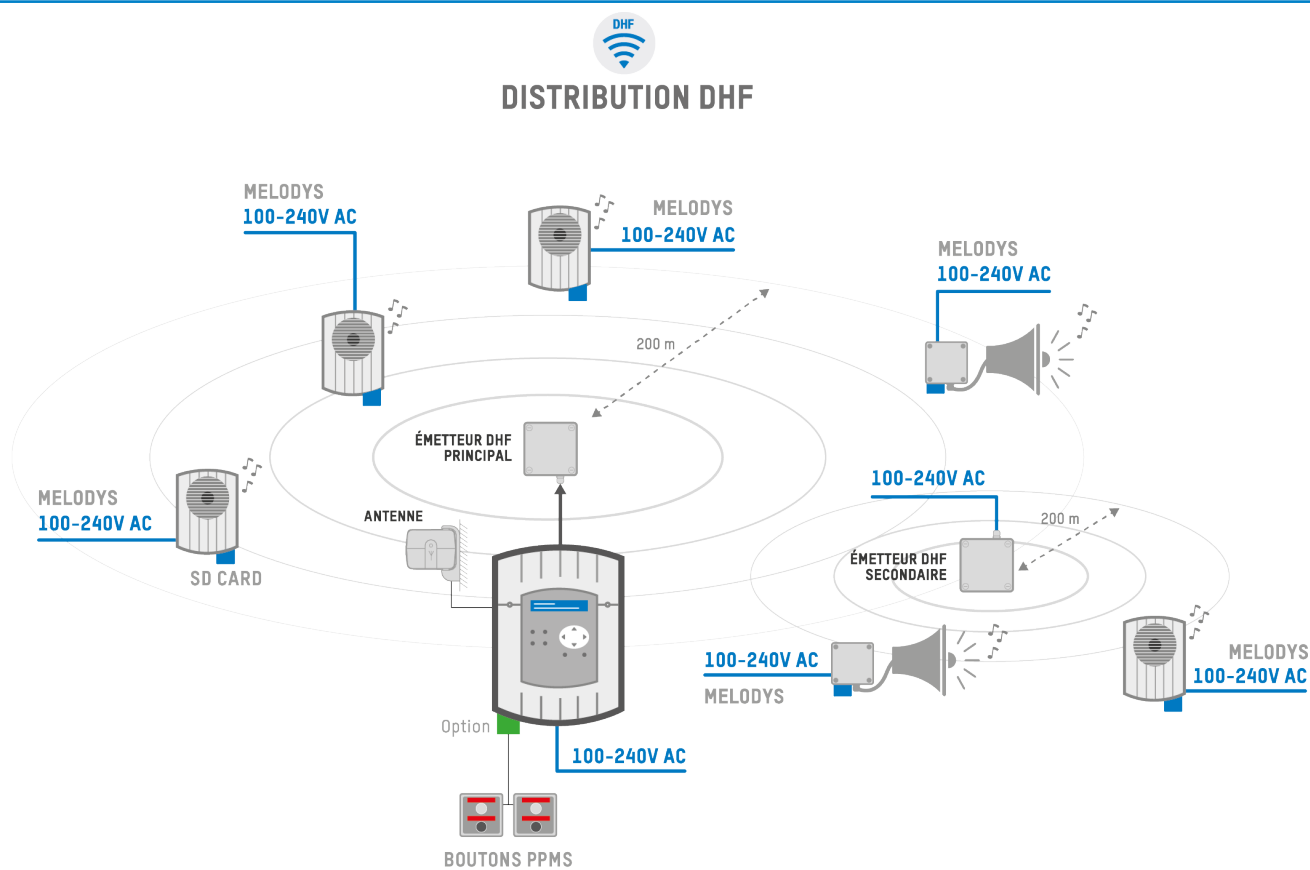 DHF
DISTRIBUTION DHF
MELODYS
100-240V AC
MELODYS
100-240V AC
MELODYS
100-240V AC
200 m
ÉMETTEUR DHF
PRINCIPAL
MELODYS
100-240V AC
SD CARD
ANTENNE
100-240V AC
200 m
ÉMETTEUR DHF
SECONDAIRE
100-240V AC
MELODYS
MELODYS
100-240V AC
Option
100-240V AC
BOUTONS PPMS